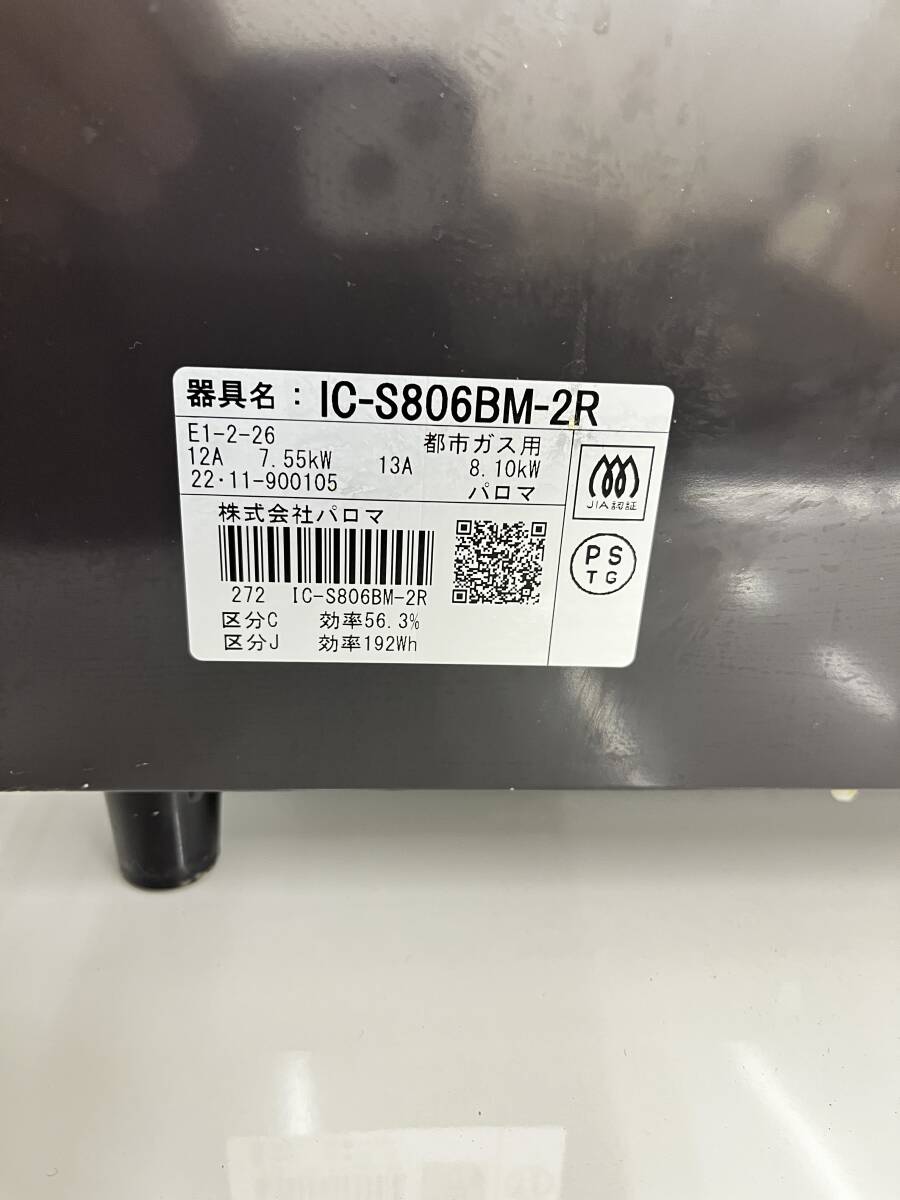 器具名： IC-S806BM-2R
E1-2-26 都市ガス用
12A 7.55kW 13A 8.10kW
22・11-900105 パロマ
JIA認証
株式会社パロマ
PS
TG
272 IC-S806BM-2R
区分C 効率56.3%
区分J 効率192Wh